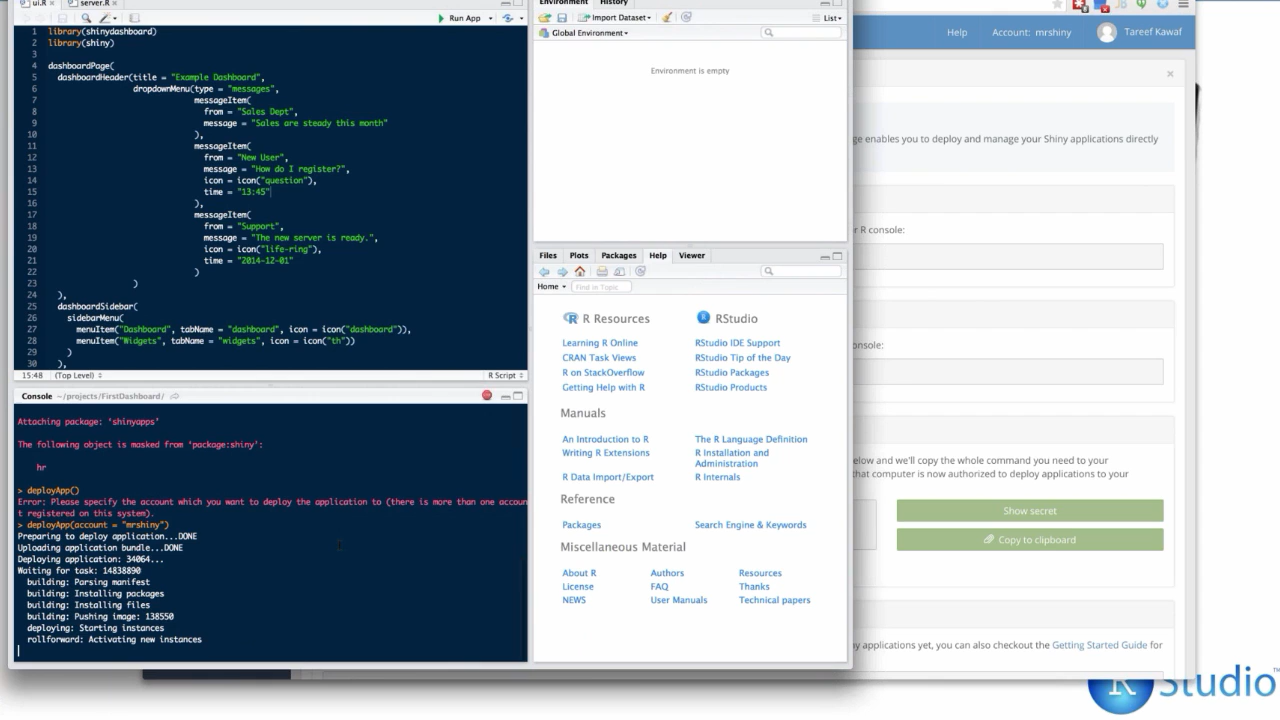 ui.R
server.R
Run App
1 library(shinydashboard)
2 library(shiny)
3
4 dashboardPage(
5 dashboardHeader(title = "Example Dashboard",
6 dropdownMenu(type = "messages",
7 messageItem(
8 from = "Sales Dept",
9 message = "Sales are steady this month"
10 ),
11 messageItem(
12 from = "New User",
13 message = "How do I register?",
14 icon = icon("question"),
15 time = "13:45"
16 ),
17 messageItem(
18 from = "Support",
19 message = "The new server is ready.",
20 icon = icon("life-ring"),
21 time = "2014-12-01"
22 )
23 )
24 ),
25 dashboardSidebar(
26 sidebarMenu(
27 menuItem("Dashboard", tabName = "dashboard", icon = icon("dashboard")),
28 menuItem("Widgets", tabName = "widgets", icon = icon("th"))
29 )
30 ),
15:48 (Top Level) R Script
Console ~/projects/FirstDashboard/
Attaching package: ‘shinyapps’
The following object is masked from ‘package:shiny’:
hr
> deployApp()
Error: Please specify the account which you want to deploy the application to (there is more than one accoun
t registered on this system).
> deployApp(account = "mrshiny")
Preparing to deploy application...DONE
Uploading application bundle...DONE
Deploying application: 34064...
Waiting for task: 14838890
building: Parsing manifest
building: Installing packages
building: Installing files
building: Pushing image: 138550
deploying: Starting instances
rollforward: Activating new instances
Environment History
Import Dataset List
Global Environment
Environment is empty
Files Plots Packages Help Viewer
Home Find in Topic
R Resources
Learning R Online
CRAN Task Views
R on StackOverflow
Getting Help with R
RStudio
RStudio IDE Support
RStudio Tip of the Day
RStudio Packages
RStudio Products
Manuals
An Introduction to R
Writing R Extensions
R Data Import/Export
The R Language Definition
R Installation and
Administration
R Internals
Reference
Packages
Search Engine & Keywords
Miscellaneous Material
About R Authors Resources
License FAQ Thanks
NEWS User Manuals Technical papers
Help Account: mrshiny Tareef Kawaf
×
ge enables you to deploy and manage your Shiny applications directly
r R console:
console:
elow and we'll copy the whole command you need to your
that computer is now authorized to deploy applications to your
Show secret
Copy to clipboard
y applications yet, you can also checkout the Getting Started Guide for
R Studio™